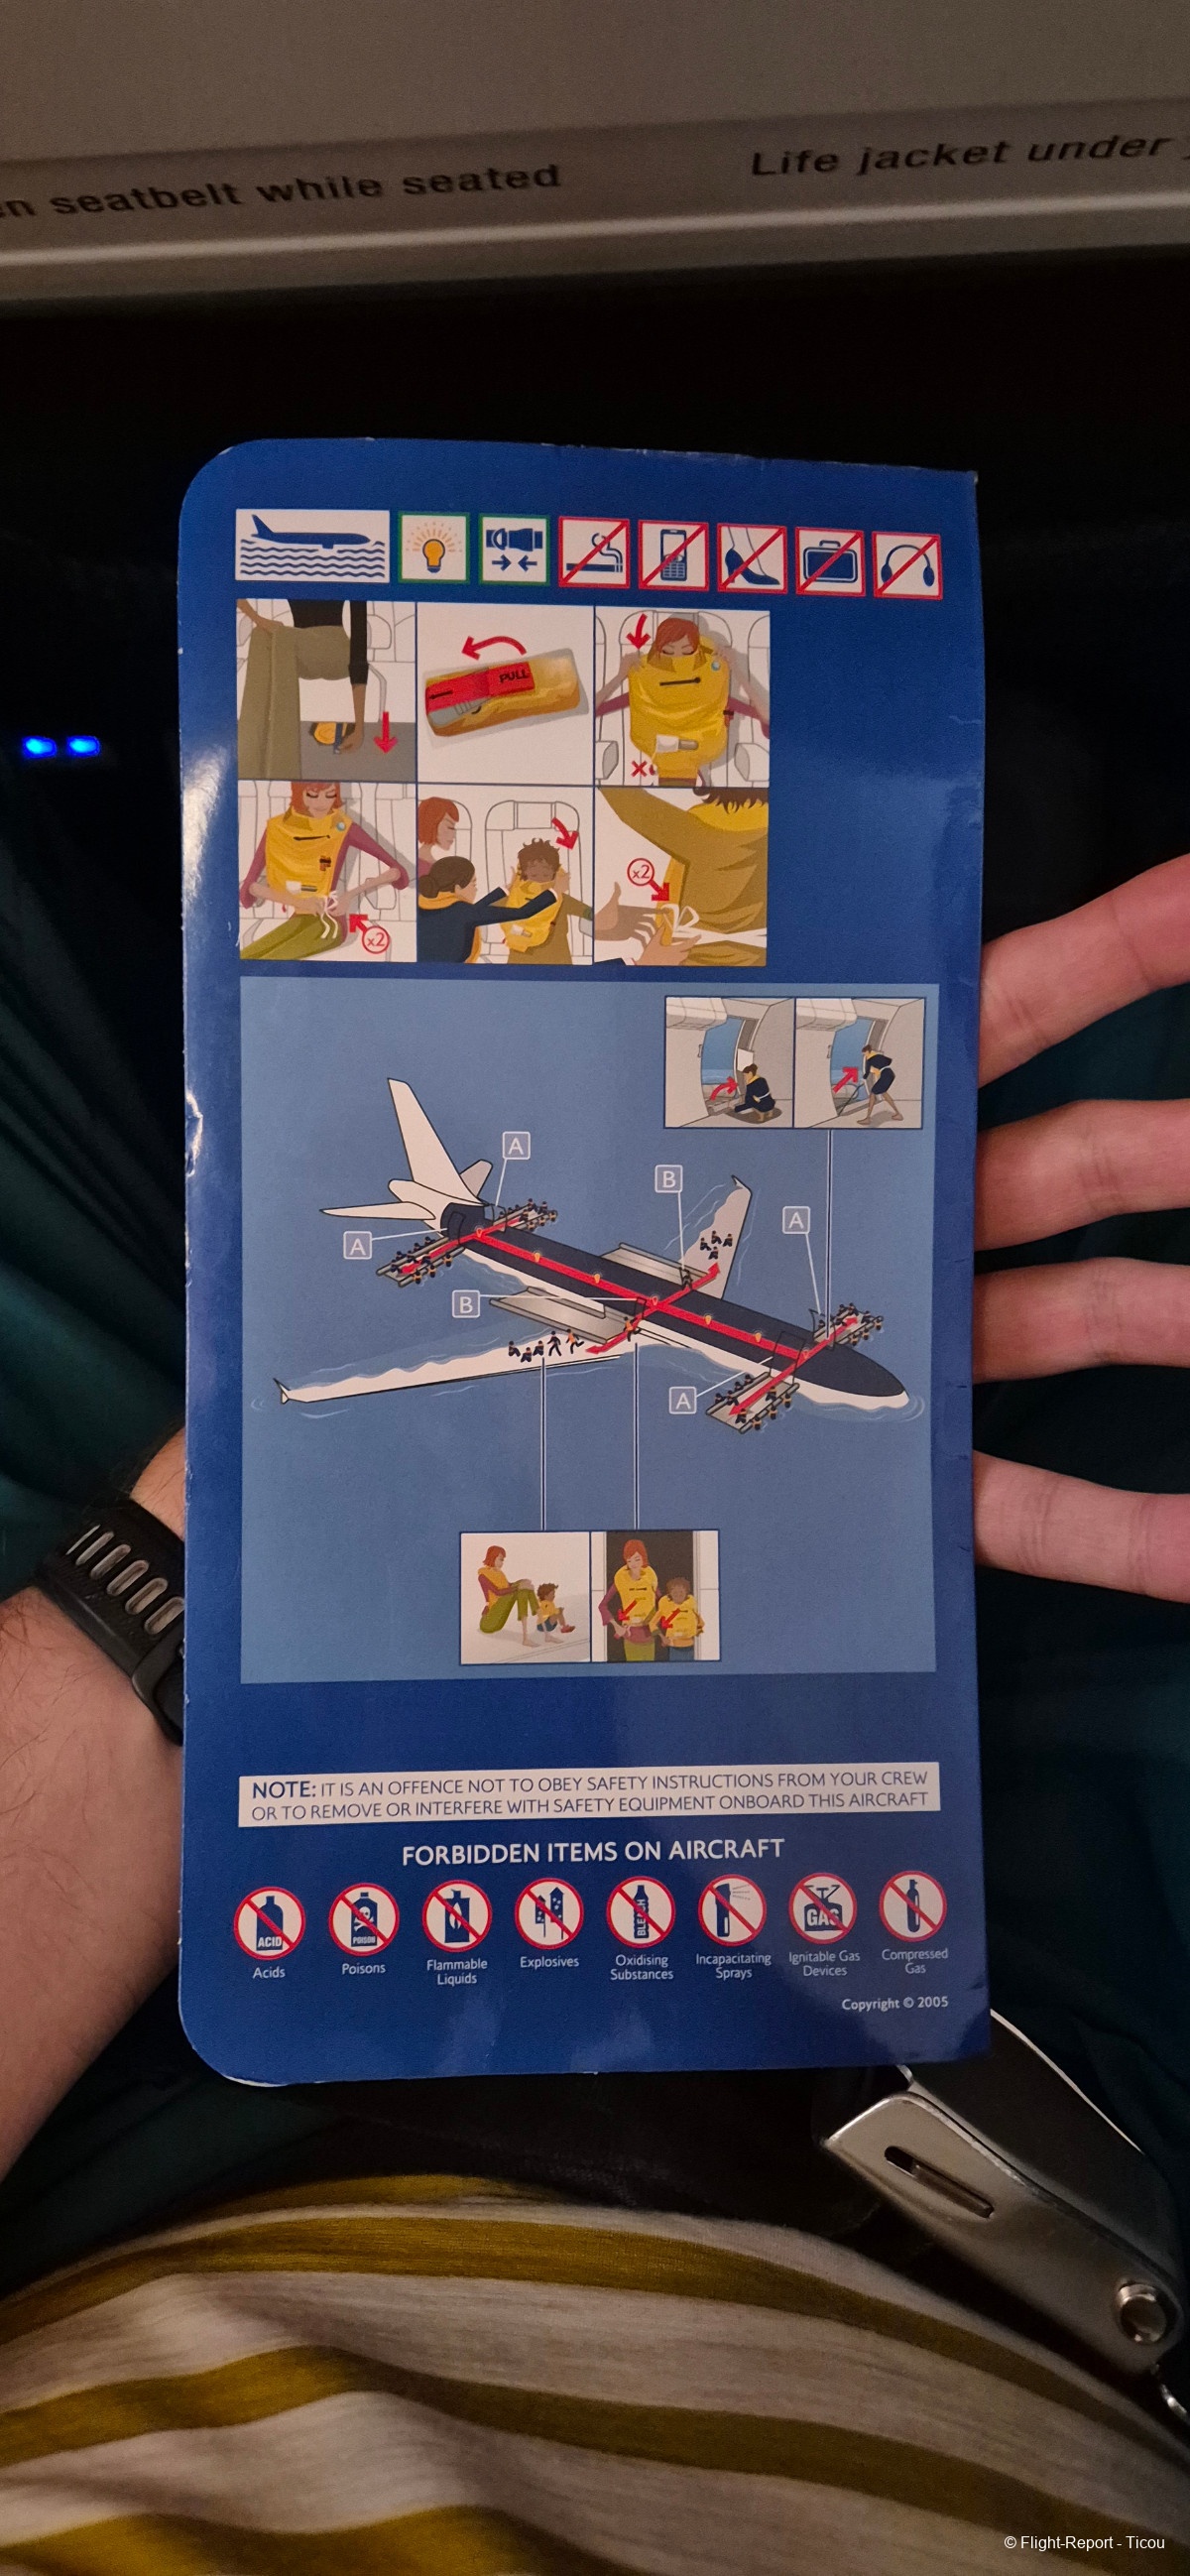 en seatbelt while seated
Life jacket under
PULL
x2
x2
A
B
A
A
B
A
NOTE: IT IS AN OFFENCE NOT TO OBEY SAFETY INSTRUCTIONS FROM YOUR CREW
OR TO REMOVE OR INTERFERE WITH SAFETY EQUIPMENT ONBOARD THIS AIRCRAFT
FORBIDDEN ITEMS ON AIRCRAFT
ACID
POISON
BLEACH
GAS
Acids
Poisons
Flammable
Liquids
Explosives
Oxidising
Substances
Incapacitating
Sprays
Ignitable Gas
Devices
Compressed
Gas
Copyright © 2005
© Flight-Report - Ticou